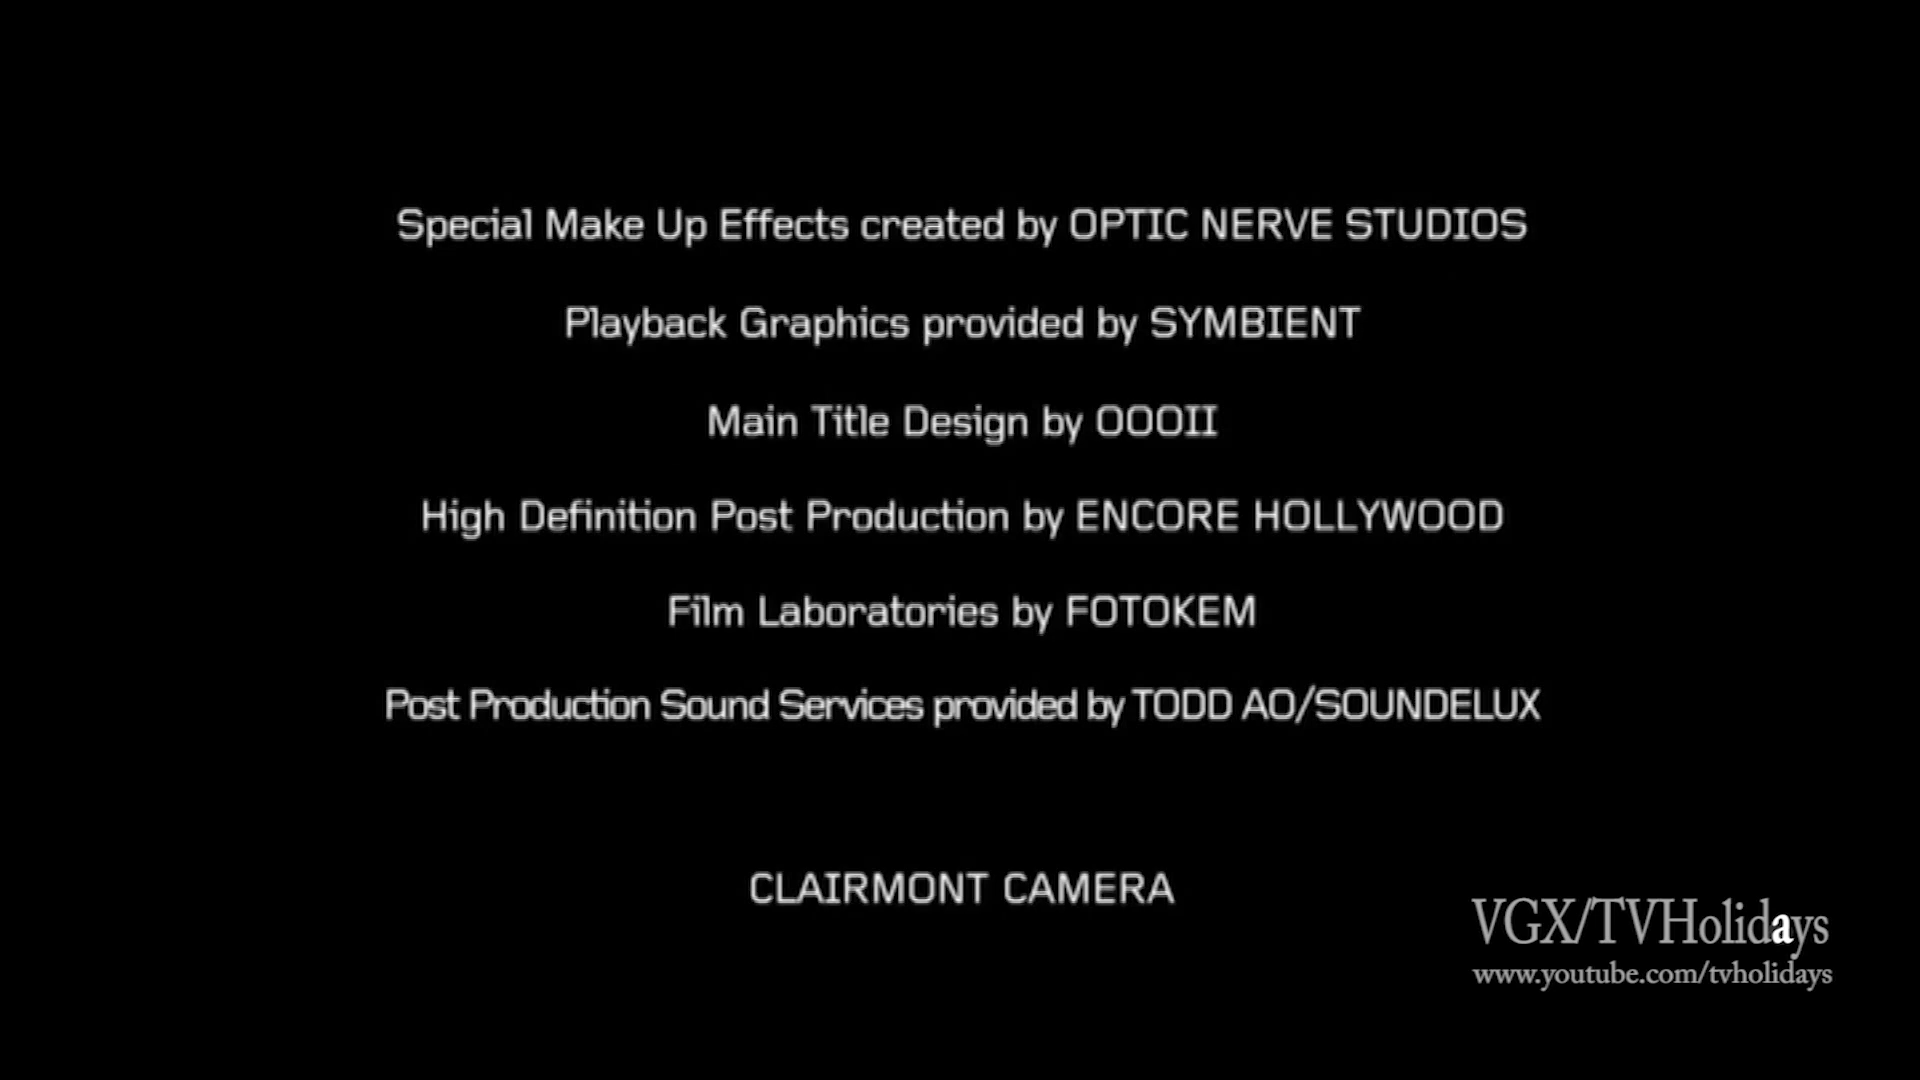 Special Make Up Effects created by OPTIC NERVE STUDIOS
Playback Graphics provided by SYMBIENT
Main Title Design by OOOII
High Definition Post Production by ENCORE HOLLYWOOD
Film Laboratories by FOTOKEM
Post Production Sound Services provided by TODD AO/SOUNDELUX
CLAIRMONT CAMERA
VGX/TVHolidays
www.youtube.com/tvholidays